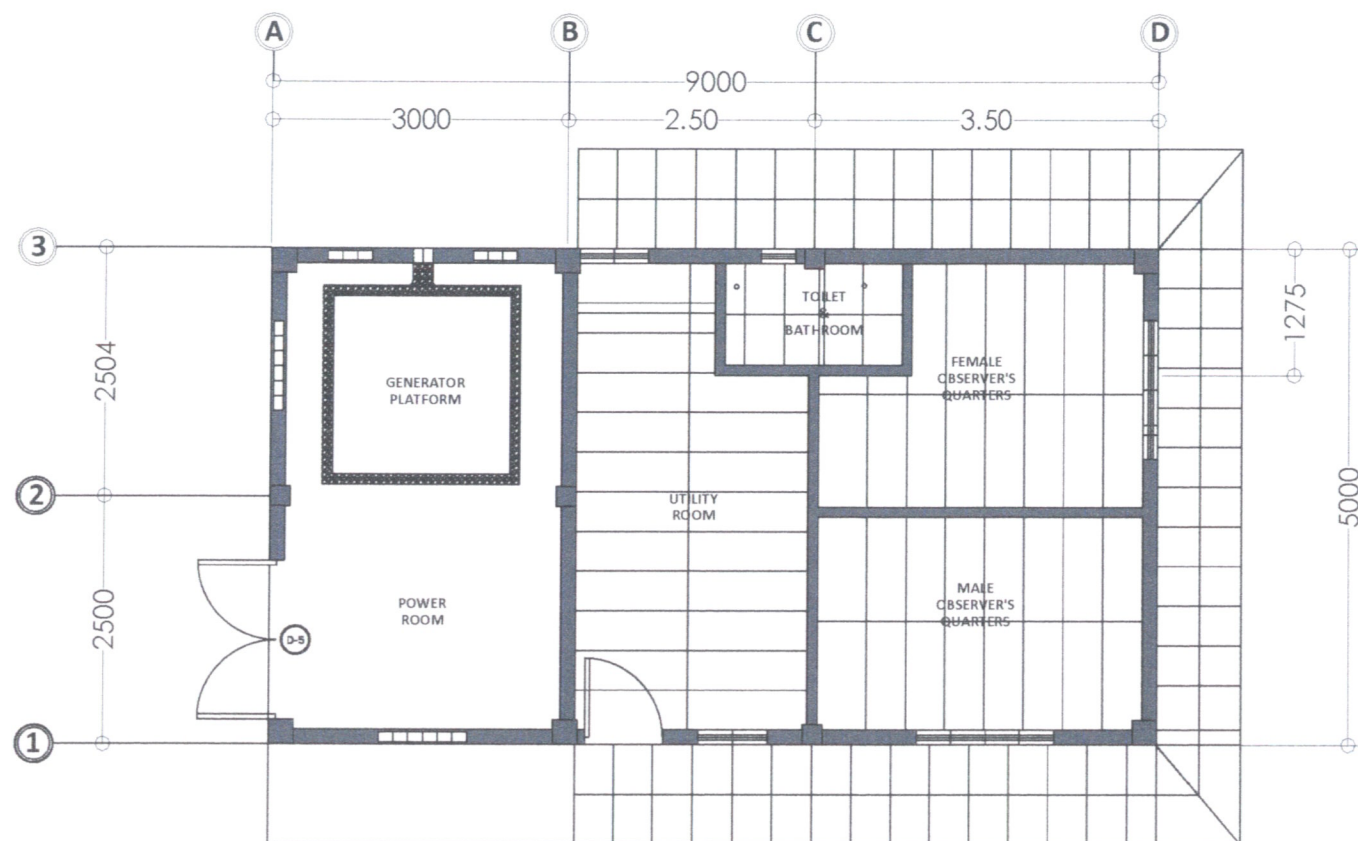 A B C D
9000
3000 2.50 3.50
3
2
1
2504
2500
1275
5000
TOILET
&
BATHROOM
GENERATOR
PLATFORM
FEMALE
OBSERVER'S
QUARTERS
UTILITY
ROOM
POWER
ROOM
MALE
OBSERVER'S
QUARTERS
D-5